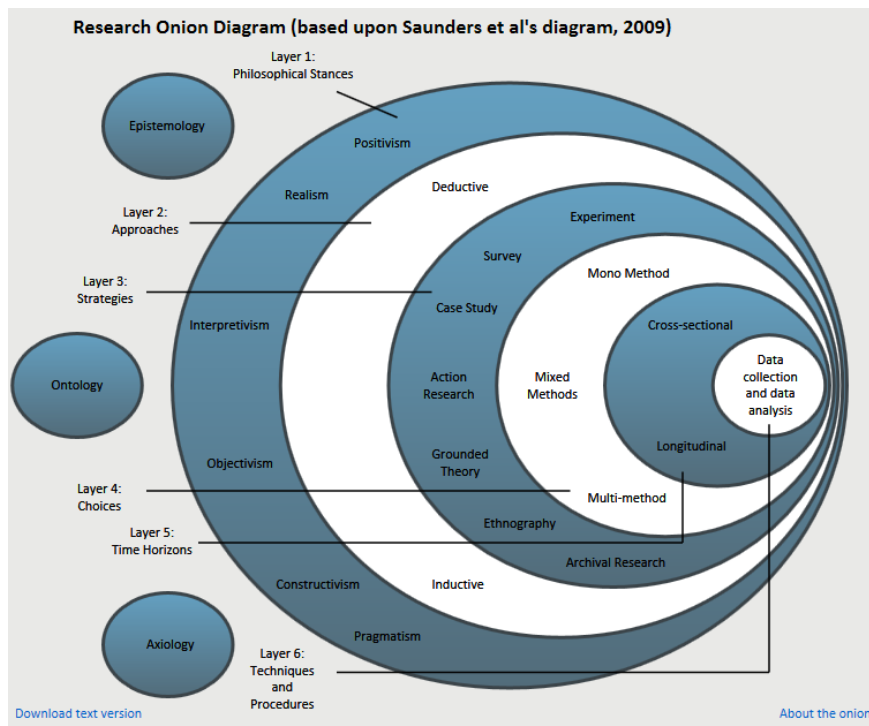 Research Onion Diagram (based upon Saunders et al's diagram, 2009)
Layer 1:
Philosophical Stances
Epistemology
Positivism
Realism
Deductive
Layer 2:
Approaches
Experiment
Survey
Mono Method
Layer 3:
Strategies
Case Study
Interpretivism
Cross-sectional
Ontology
Action
Research
Mixed
Methods
Data
collection
and data
analysis
Objectivism
Grounded
Theory
Longitudinal
Layer 4:
Choices
Multi-method
Ethnography
Layer 5:
Time Horizons
Archival Research
Constructivism
Inductive
Axiology
Pragmatism
Layer 6:
Techniques
and
Procedures
Download text version
About the onion